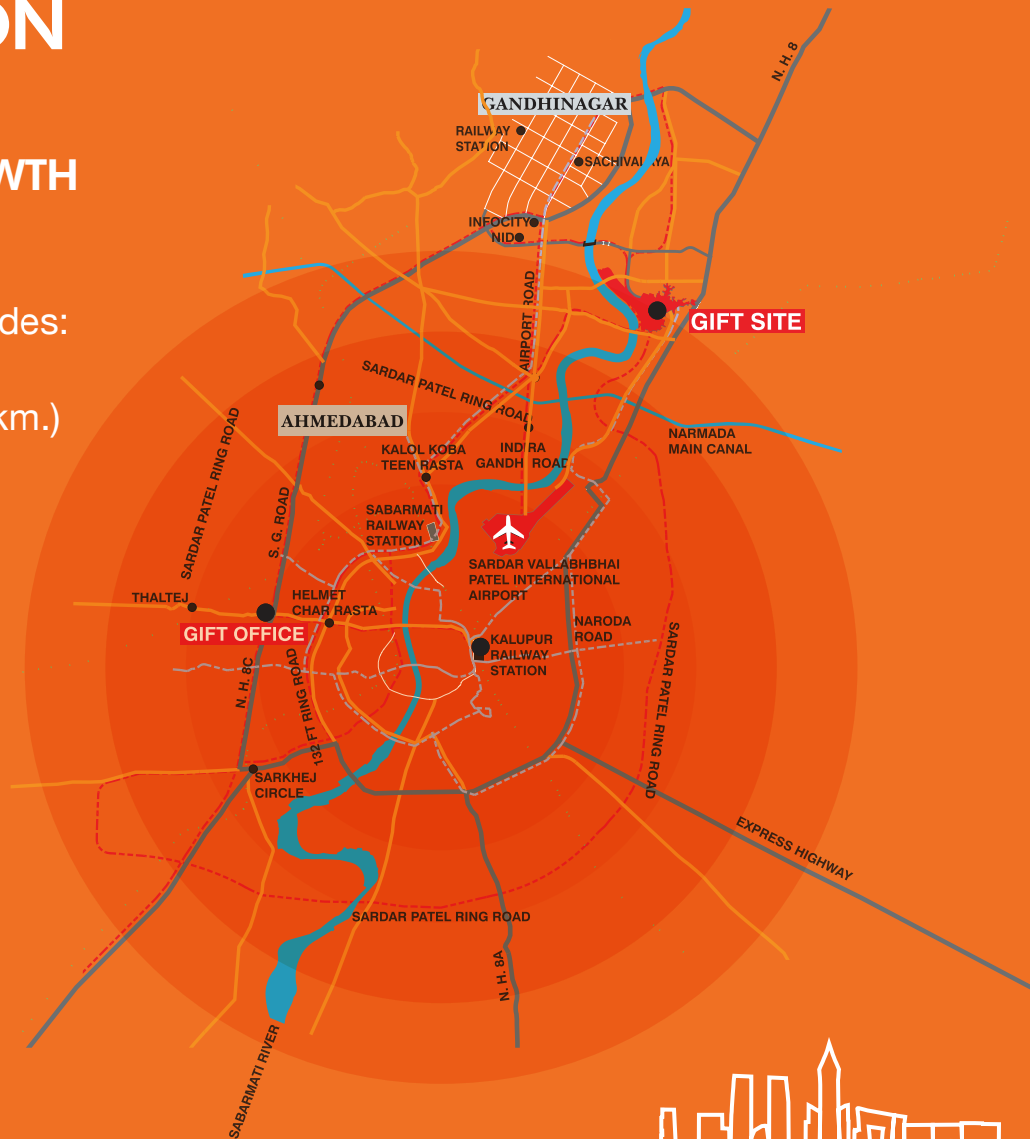 ON
WTH
des:
km.)
N. H. 8
GANDHINAGAR
RAILWAY
STATION
SACHIVALAYA
INFOCITY
NID
AIRPORT ROAD
GIFT SITE
SARDAR PATEL RING ROAD
AHMEDABAD
NARMADA
MAIN CANAL
KALOL KOBA
TEEN RASTA
INDIRA
GANDHI ROAD
SARDAR PATEL RING ROAD
S. G. ROAD
SABARMATI
RAILWAY
STATION
SARDAR VALLABHBHAI
PATEL INTERNATIONAL
AIRPORT
THALTEJ
HELMET
CHAR RASTA
GIFT OFFICE
NARODA
ROAD
KALUPUR
RAILWAY
STATION
N. H. 8C
132 FT RING ROAD
SARDAR PATEL RING ROAD
SARKHEJ
CIRCLE
EXPRESS HIGHWAY
SARDAR PATEL RING ROAD
N. H. 8A
SABARMATI RIVER